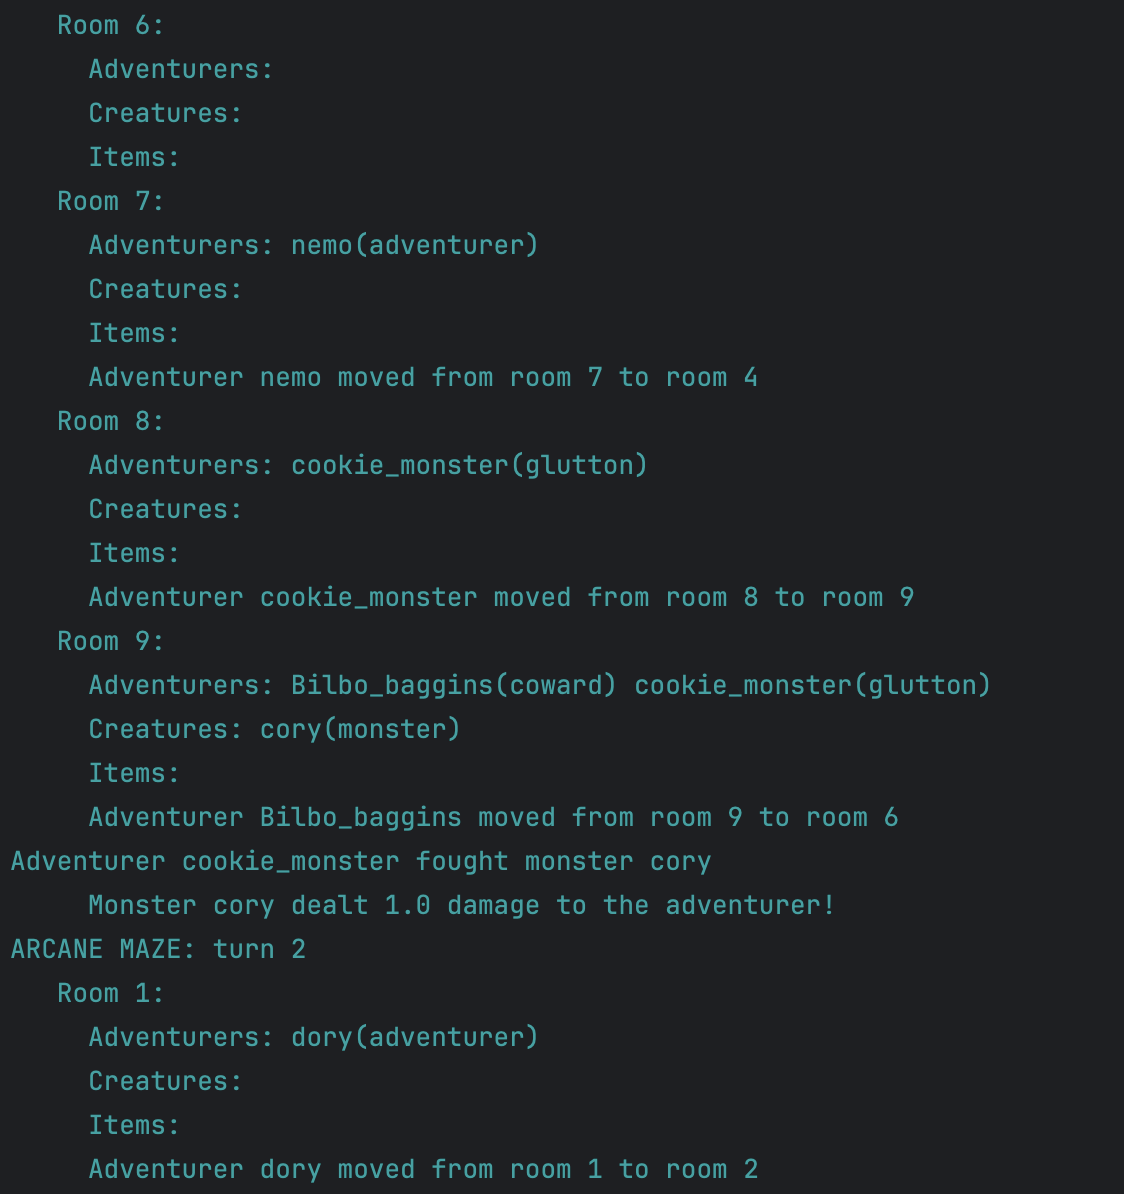 Room 6:
Adventurers:
Creatures:
Items:
Room 7:
Adventurers: nemo(adventurer)
Creatures:
Items:
Adventurer nemo moved from room 7 to room 4
Room 8:
Adventurers: cookie_monster(glutton)
Creatures:
Items:
Adventurer cookie_monster moved from room 8 to room 9
Room 9:
Adventurers: Bilbo_baggins(coward) cookie_monster(glutton)
Creatures: cory(monster)
Items:
Adventurer Bilbo_baggins moved from room 9 to room 6
Adventurer cookie_monster fought monster cory
Monster cory dealt 1.0 damage to the adventurer!
ARCANE MAZE: turn 2
Room 1:
Adventurers: dory(adventurer)
Creatures:
Items:
Adventurer dory moved from room 1 to room 2